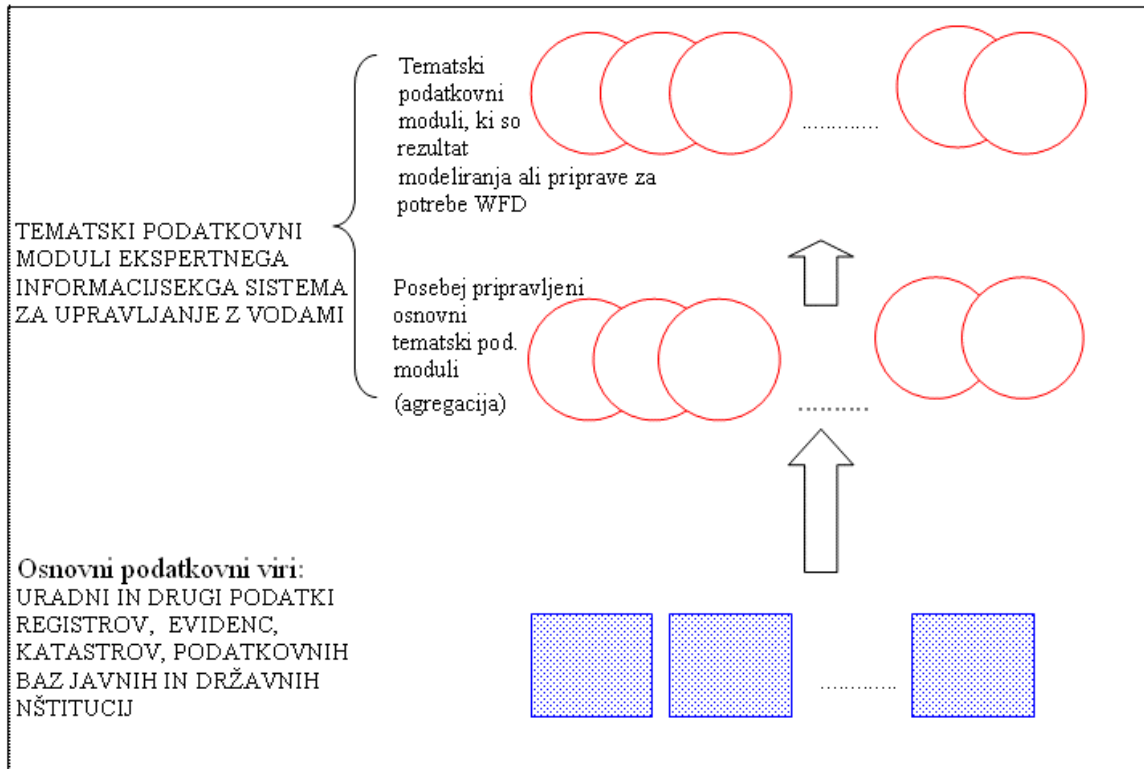 Tematski
podatkovni
moduli, ki so
rezultat
modeliranja ali priprave za
potrebe WFD
.............
TEMATSKI PODATKOVNI
MODULI EKSPERTNEGA
INFORMACIJSEKGA SISTEMA
ZA UPRAVLJANJE Z VODAMI
Posebej pripravljeni
osnovni
tematski pod.
moduli
(agregacija)
..........
Osnovni podatkovni viri:
URADNI IN DRUGI PODATKI
REGISTROV, EVIDENC,
KATASTROV, PODATKOVNIH
BAZ JAVNIH IN DRŽAVNIH
NŠTITUCIJ
.............